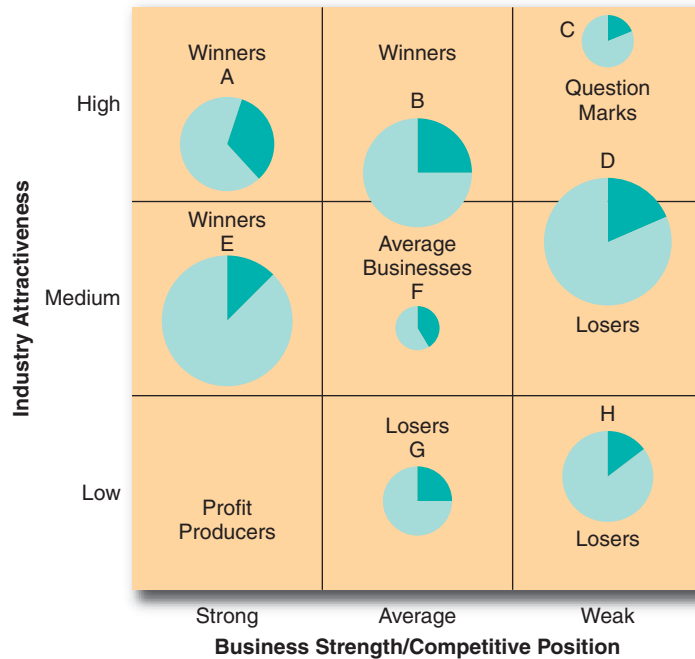 Industry Attractiveness
High
Medium
Low
Winners
A
Winners
B
C
Question
Marks
D
Winners
E
Average
Businesses
F
Losers
Profit
Producers
Losers
G
H
Losers
Strong
Average
Weak
Business Strength/Competitive Position